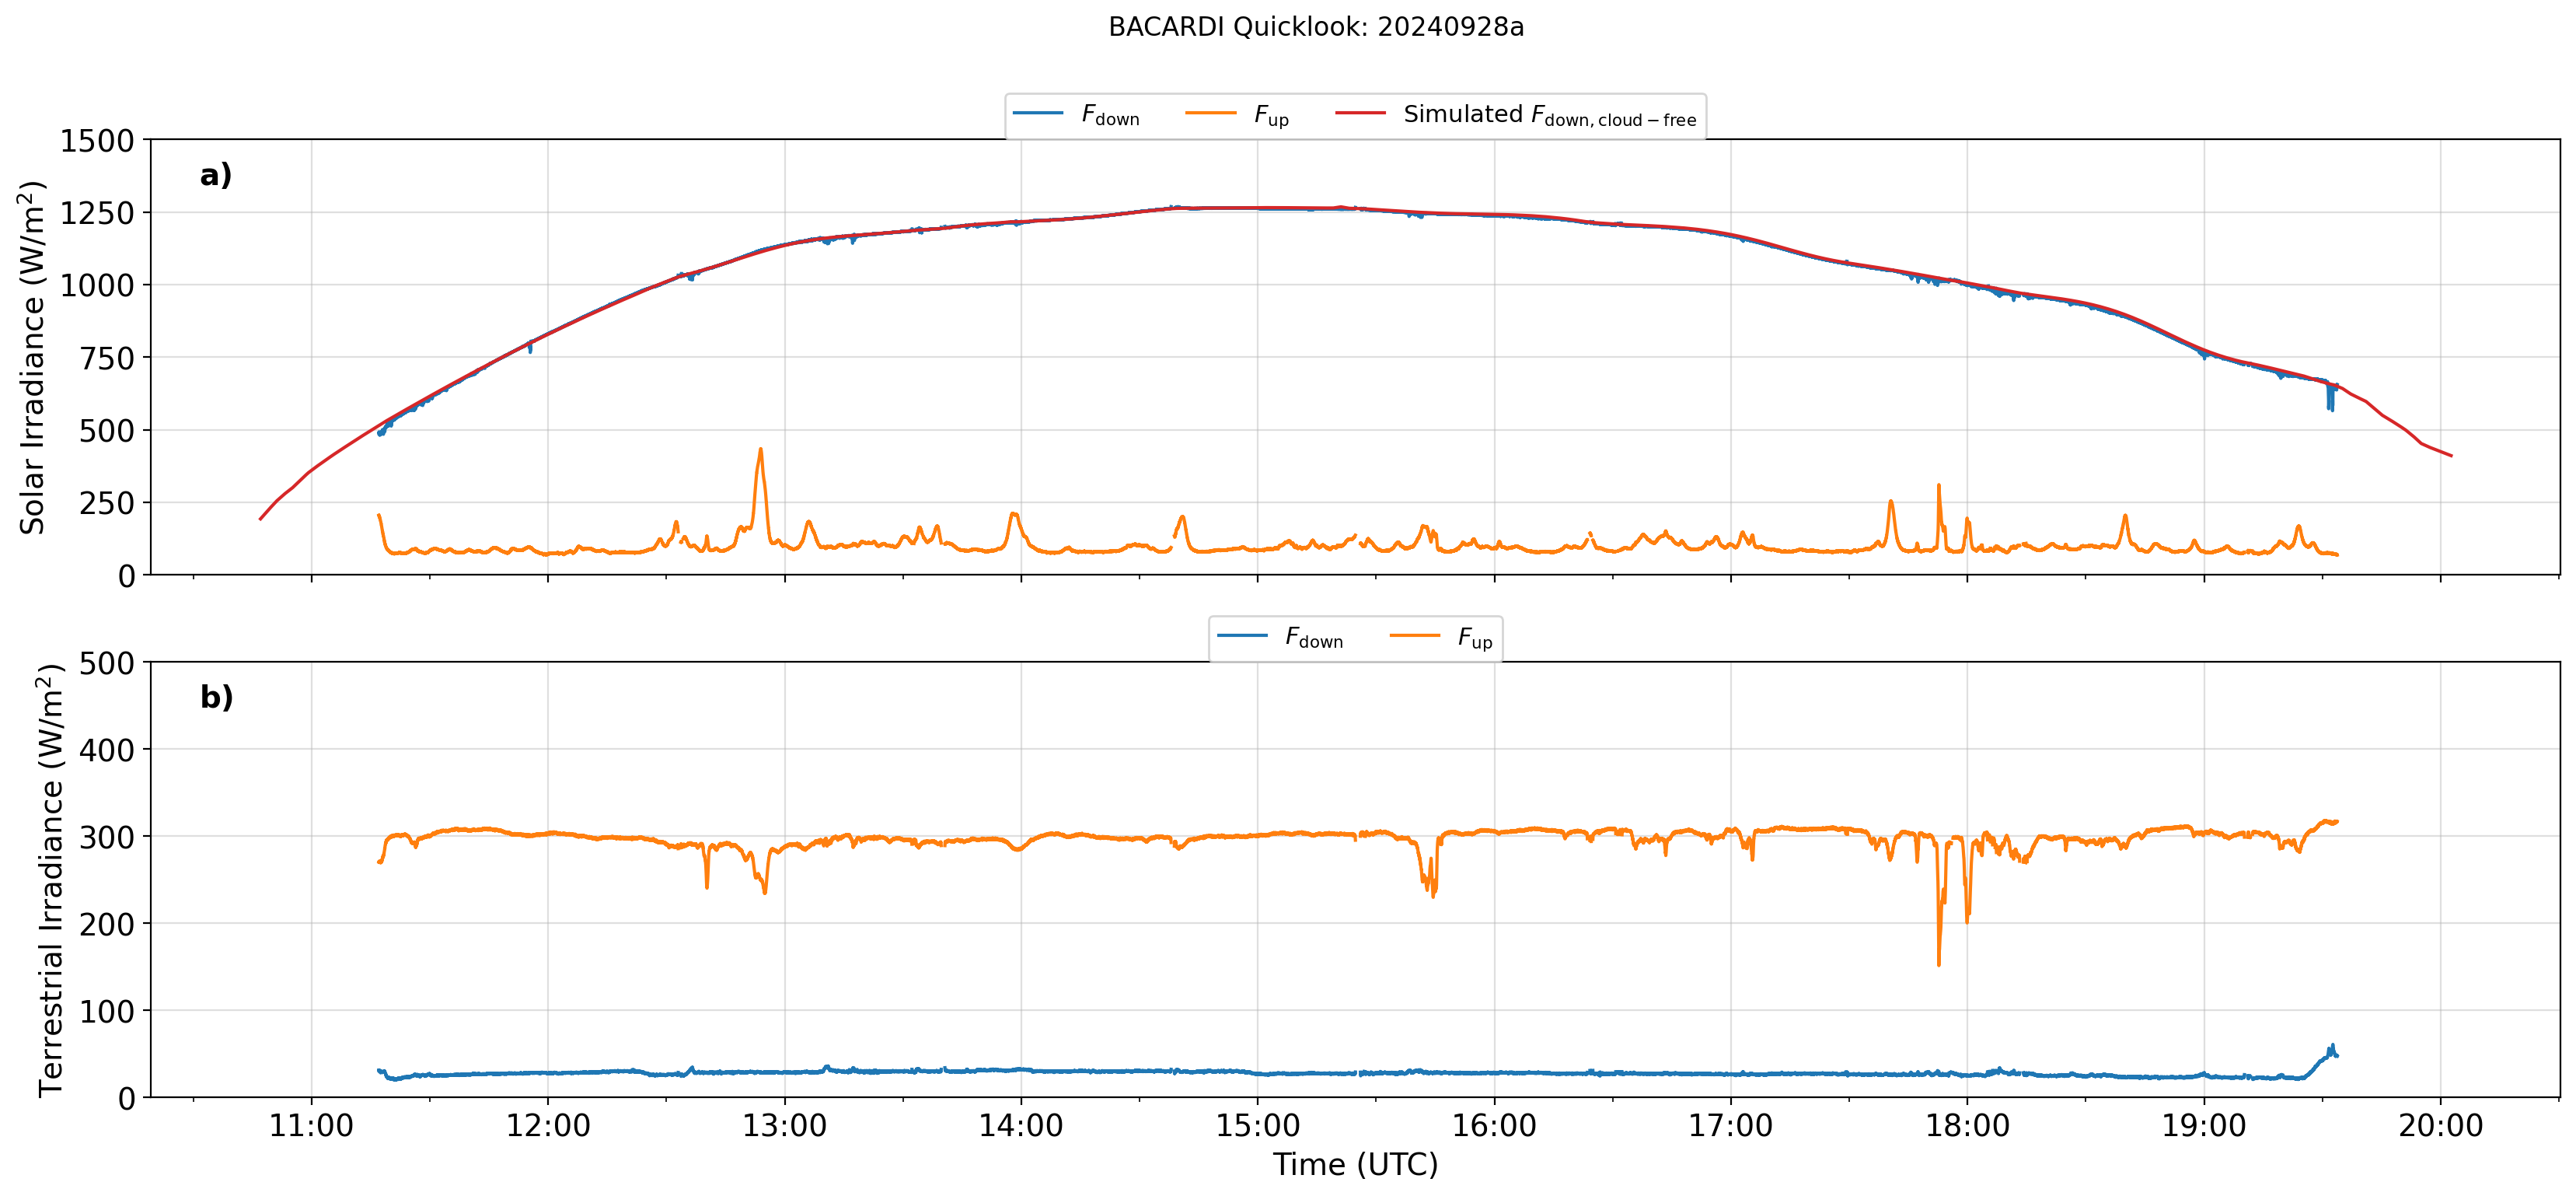 BACARDI Quicklook: 20240928a
F_down F_up Simulated F_down, cloud−free
a)
Solar Irradiance (W/m²)
1500
1250
1000
750
500
250
0
F_down F_up
b)
Terrestrial Irradiance (W/m²)
500
400
300
200
100
0
11:00 12:00 13:00 14:00 15:00 16:00 17:00 18:00 19:00 20:00
Time (UTC)